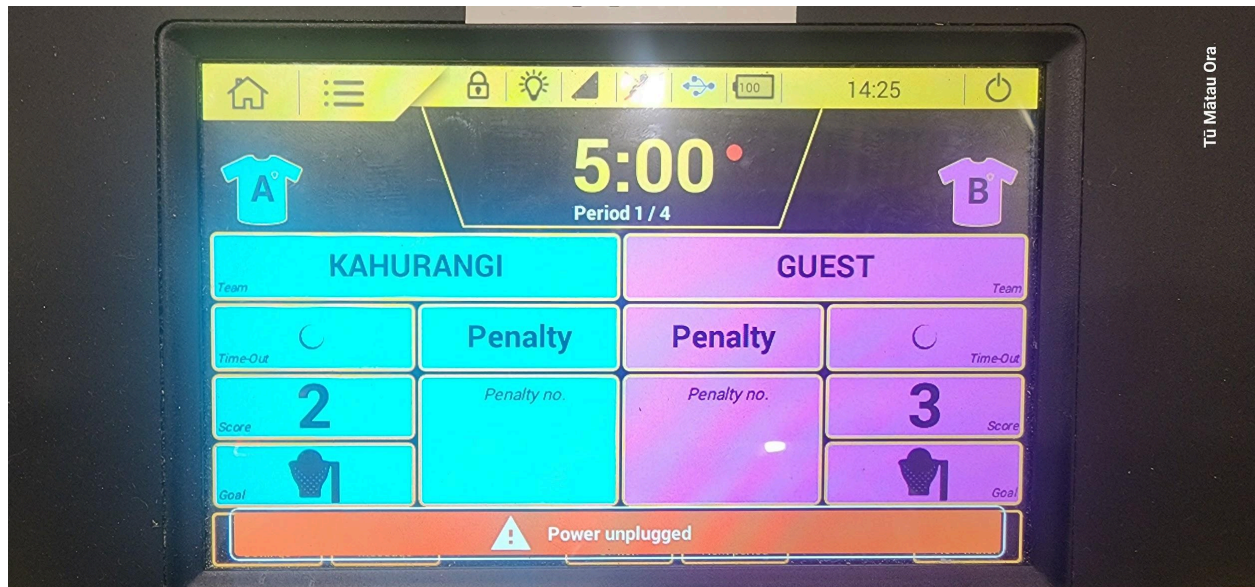 100
14:25
A
5:00
B
Period 1 / 4
KAHURANGI
GUEST
Team
Team
Penalty
Penalty
Time-Out
Time-Out
2
Penalty no.
Penalty no.
3
Score
Score
Goal
Goal
Power unplugged
Tū Mātau Ora